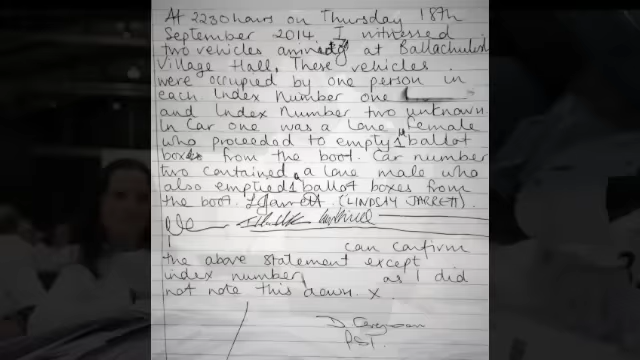 At 2230 hours on Thursday 18th
September 2014 I witnessed
two vehicles at Ballachulish
Village Hall, These vehicles
were occupied by one person in
each Index Number one
and Index Number two unknown
In Car one was a lone female
who proceeded to empty 1 ballot
from the boot. Car number
two contained a lone male who
also emptied 1 ballot boxes from
the boot. LJarrett (LINDSAY JARRETT).
can confirm
the above statement except
index number as I did
not note this down. x
D.